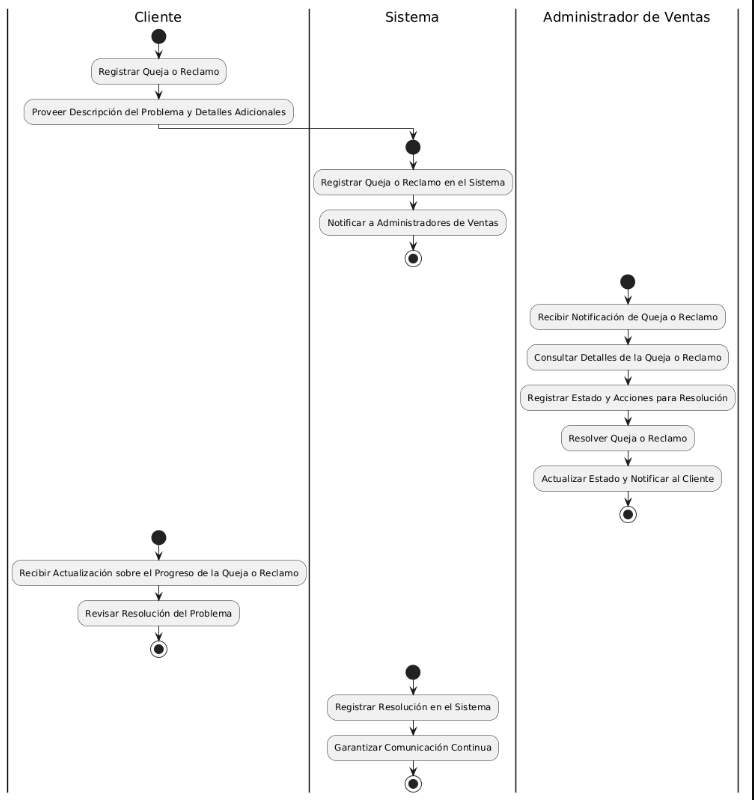 Cliente
Sistema
Administrador de Ventas
Registrar Queja o Reclamo
Proveer Descripción del Problema y Detalles Adicionales
Registrar Queja o Reclamo en el Sistema
Notificar a Administradores de Ventas
Recibir Notificación de Queja o Reclamo
Consultar Detalles de la Queja o Reclamo
Registrar Estado y Acciones para Resolución
Resolver Queja o Reclamo
Actualizar Estado y Notificar al Cliente
Recibir Actualización sobre el Progreso de la Queja o Reclamo
Revisar Resolución del Problema
Registrar Resolución en el Sistema
Garantizar Comunicación Continua